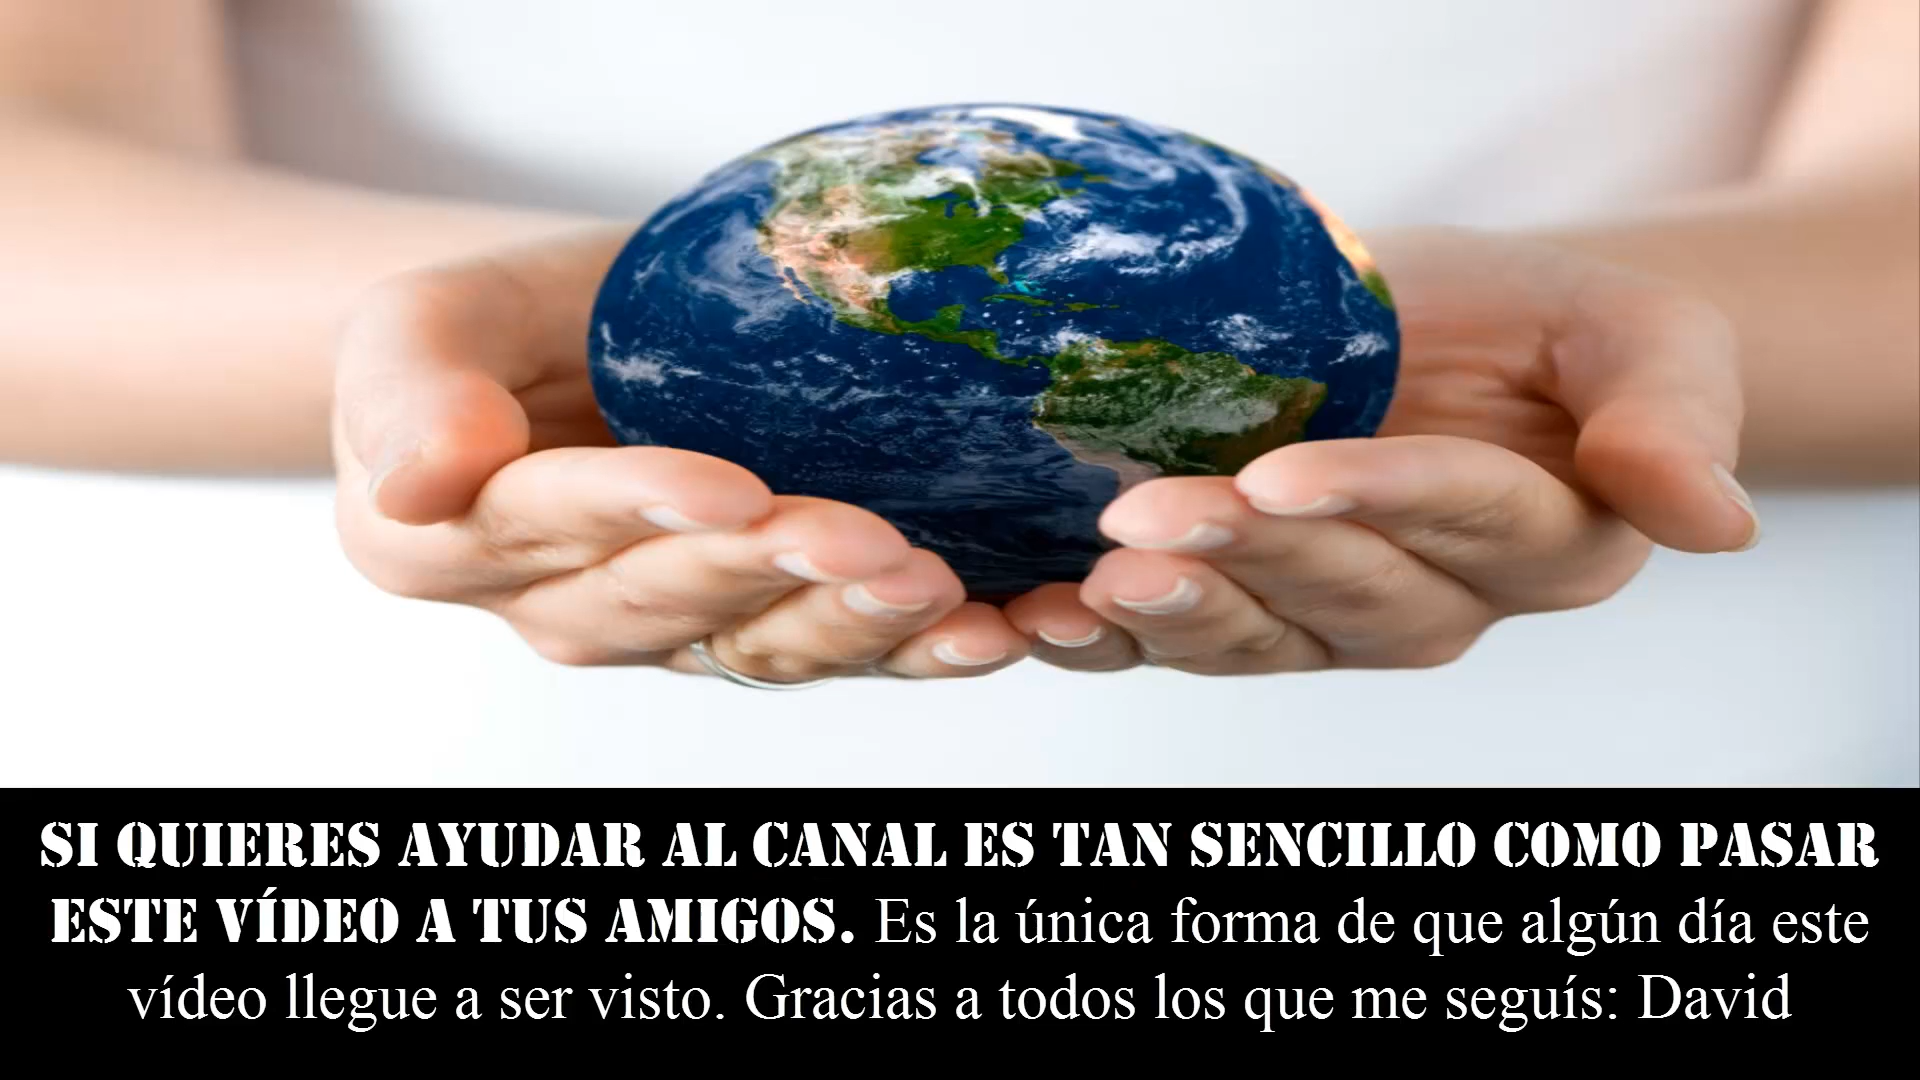 SI QUIERES AYUDAR AL CANAL ES TAN SENCILLO COMO PASAR
ESTE VÍDEO A TUS AMIGOS. Es la única forma de que algún día este
vídeo llegue a ser visto. Gracias a todos los que me seguís: David